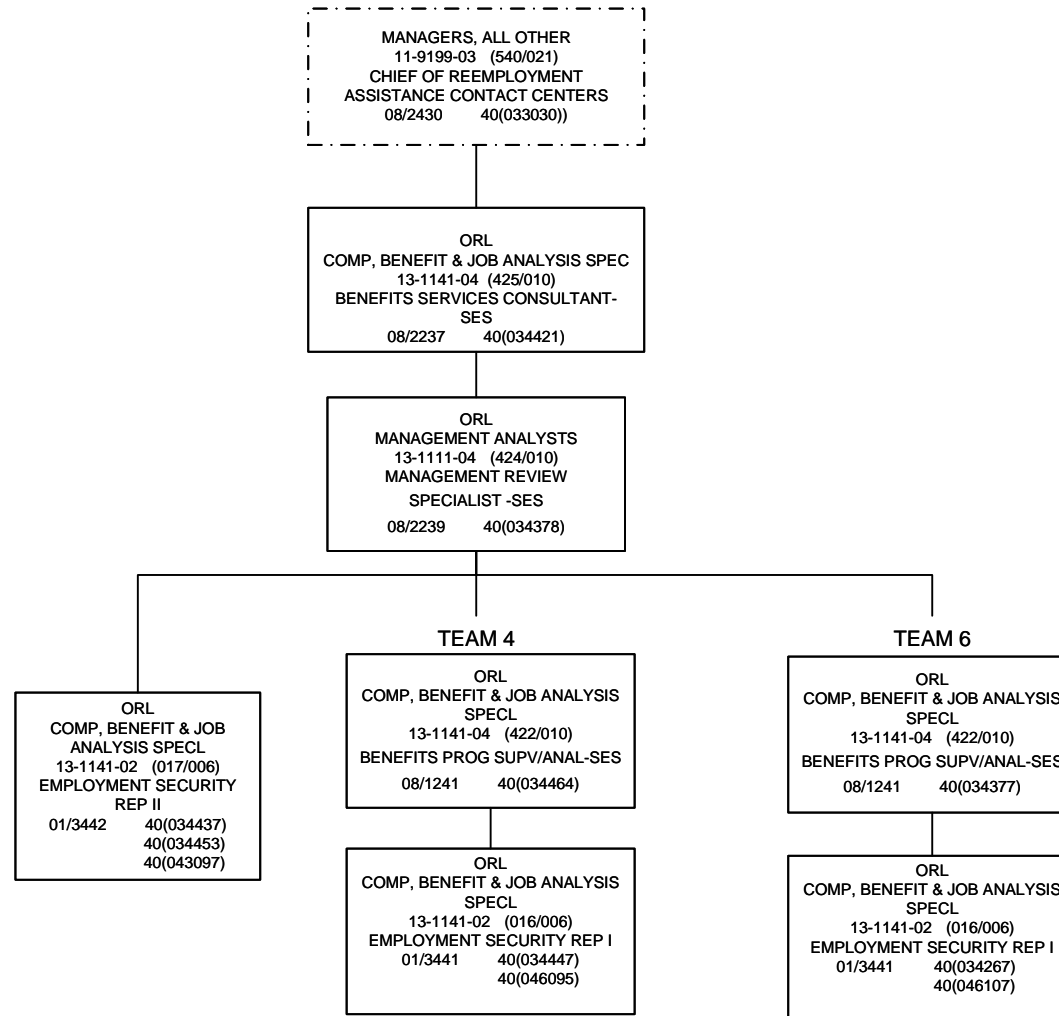 MANAGERS, ALL OTHER
11-9199-03 (540/021)
CHIEF OF REEMPLOYMENT
ASSISTANCE CONTACT CENTERS
08/2430 40(033030))
ORL
COMP, BENEFIT & JOB ANALYSIS SPEC
13-1141-04 (425/010)
BENEFITS SERVICES CONSULTANT-
SES
08/2237 40(034421)
ORL
MANAGEMENT ANALYSTS
13-1111-04 (424/010)
MANAGEMENT REVIEW
SPECIALIST -SES
08/2239 40(034378)
ORL
COMP, BENEFIT & JOB
ANALYSIS SPECL
13-1141-02 (017/006)
EMPLOYMENT SECURITY
REP II
01/3442 40(034437)
40(034453)
40(043097)
TEAM 4
ORL
COMP, BENEFIT & JOB ANALYSIS
SPECL
13-1141-04 (422/010)
BENEFITS PROG SUPV/ANAL-SES
08/1241 40(034464)
ORL
COMP, BENEFIT & JOB ANALYSIS
SPECL
13-1141-02 (016/006)
EMPLOYMENT SECURITY REP I
01/3441 40(034447)
40(046095)
TEAM 6
ORL
COMP, BENEFIT & JOB ANALYSIS
SPECL
13-1141-04 (422/010)
BENEFITS PROG SUPV/ANAL-SES
08/1241 40(034377)
ORL
COMP, BENEFIT & JOB ANALYSIS
SPECL
13-1141-02 (016/006)
EMPLOYMENT SECURITY REP I
01/3441 40(034267)
40(046107)